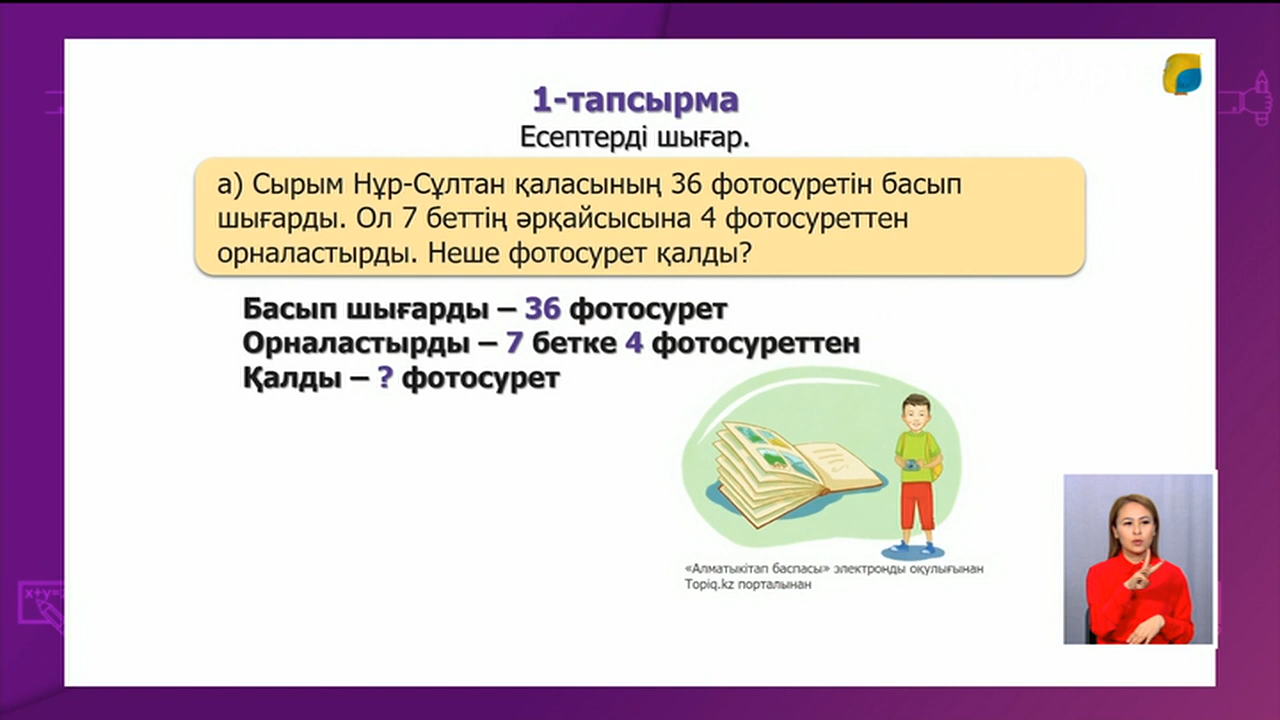 1-тапсырма
Есептерді шығар.
а) Сырым Нұр-Сұлтан қаласының 36 фотосуретін басып
шығарды. Ол 7 беттің әрқайсысына 4 фотосуреттен
орналастырды. Неше фотосурет қалды?
Басып шығарды – 36 фотосурет
Орналастырды – 7 бетке 4 фотосуреттен
Қалды – ? фотосурет
«Алматыкітап баспасы» электронды оқулығынан
Topiq.kz порталынан